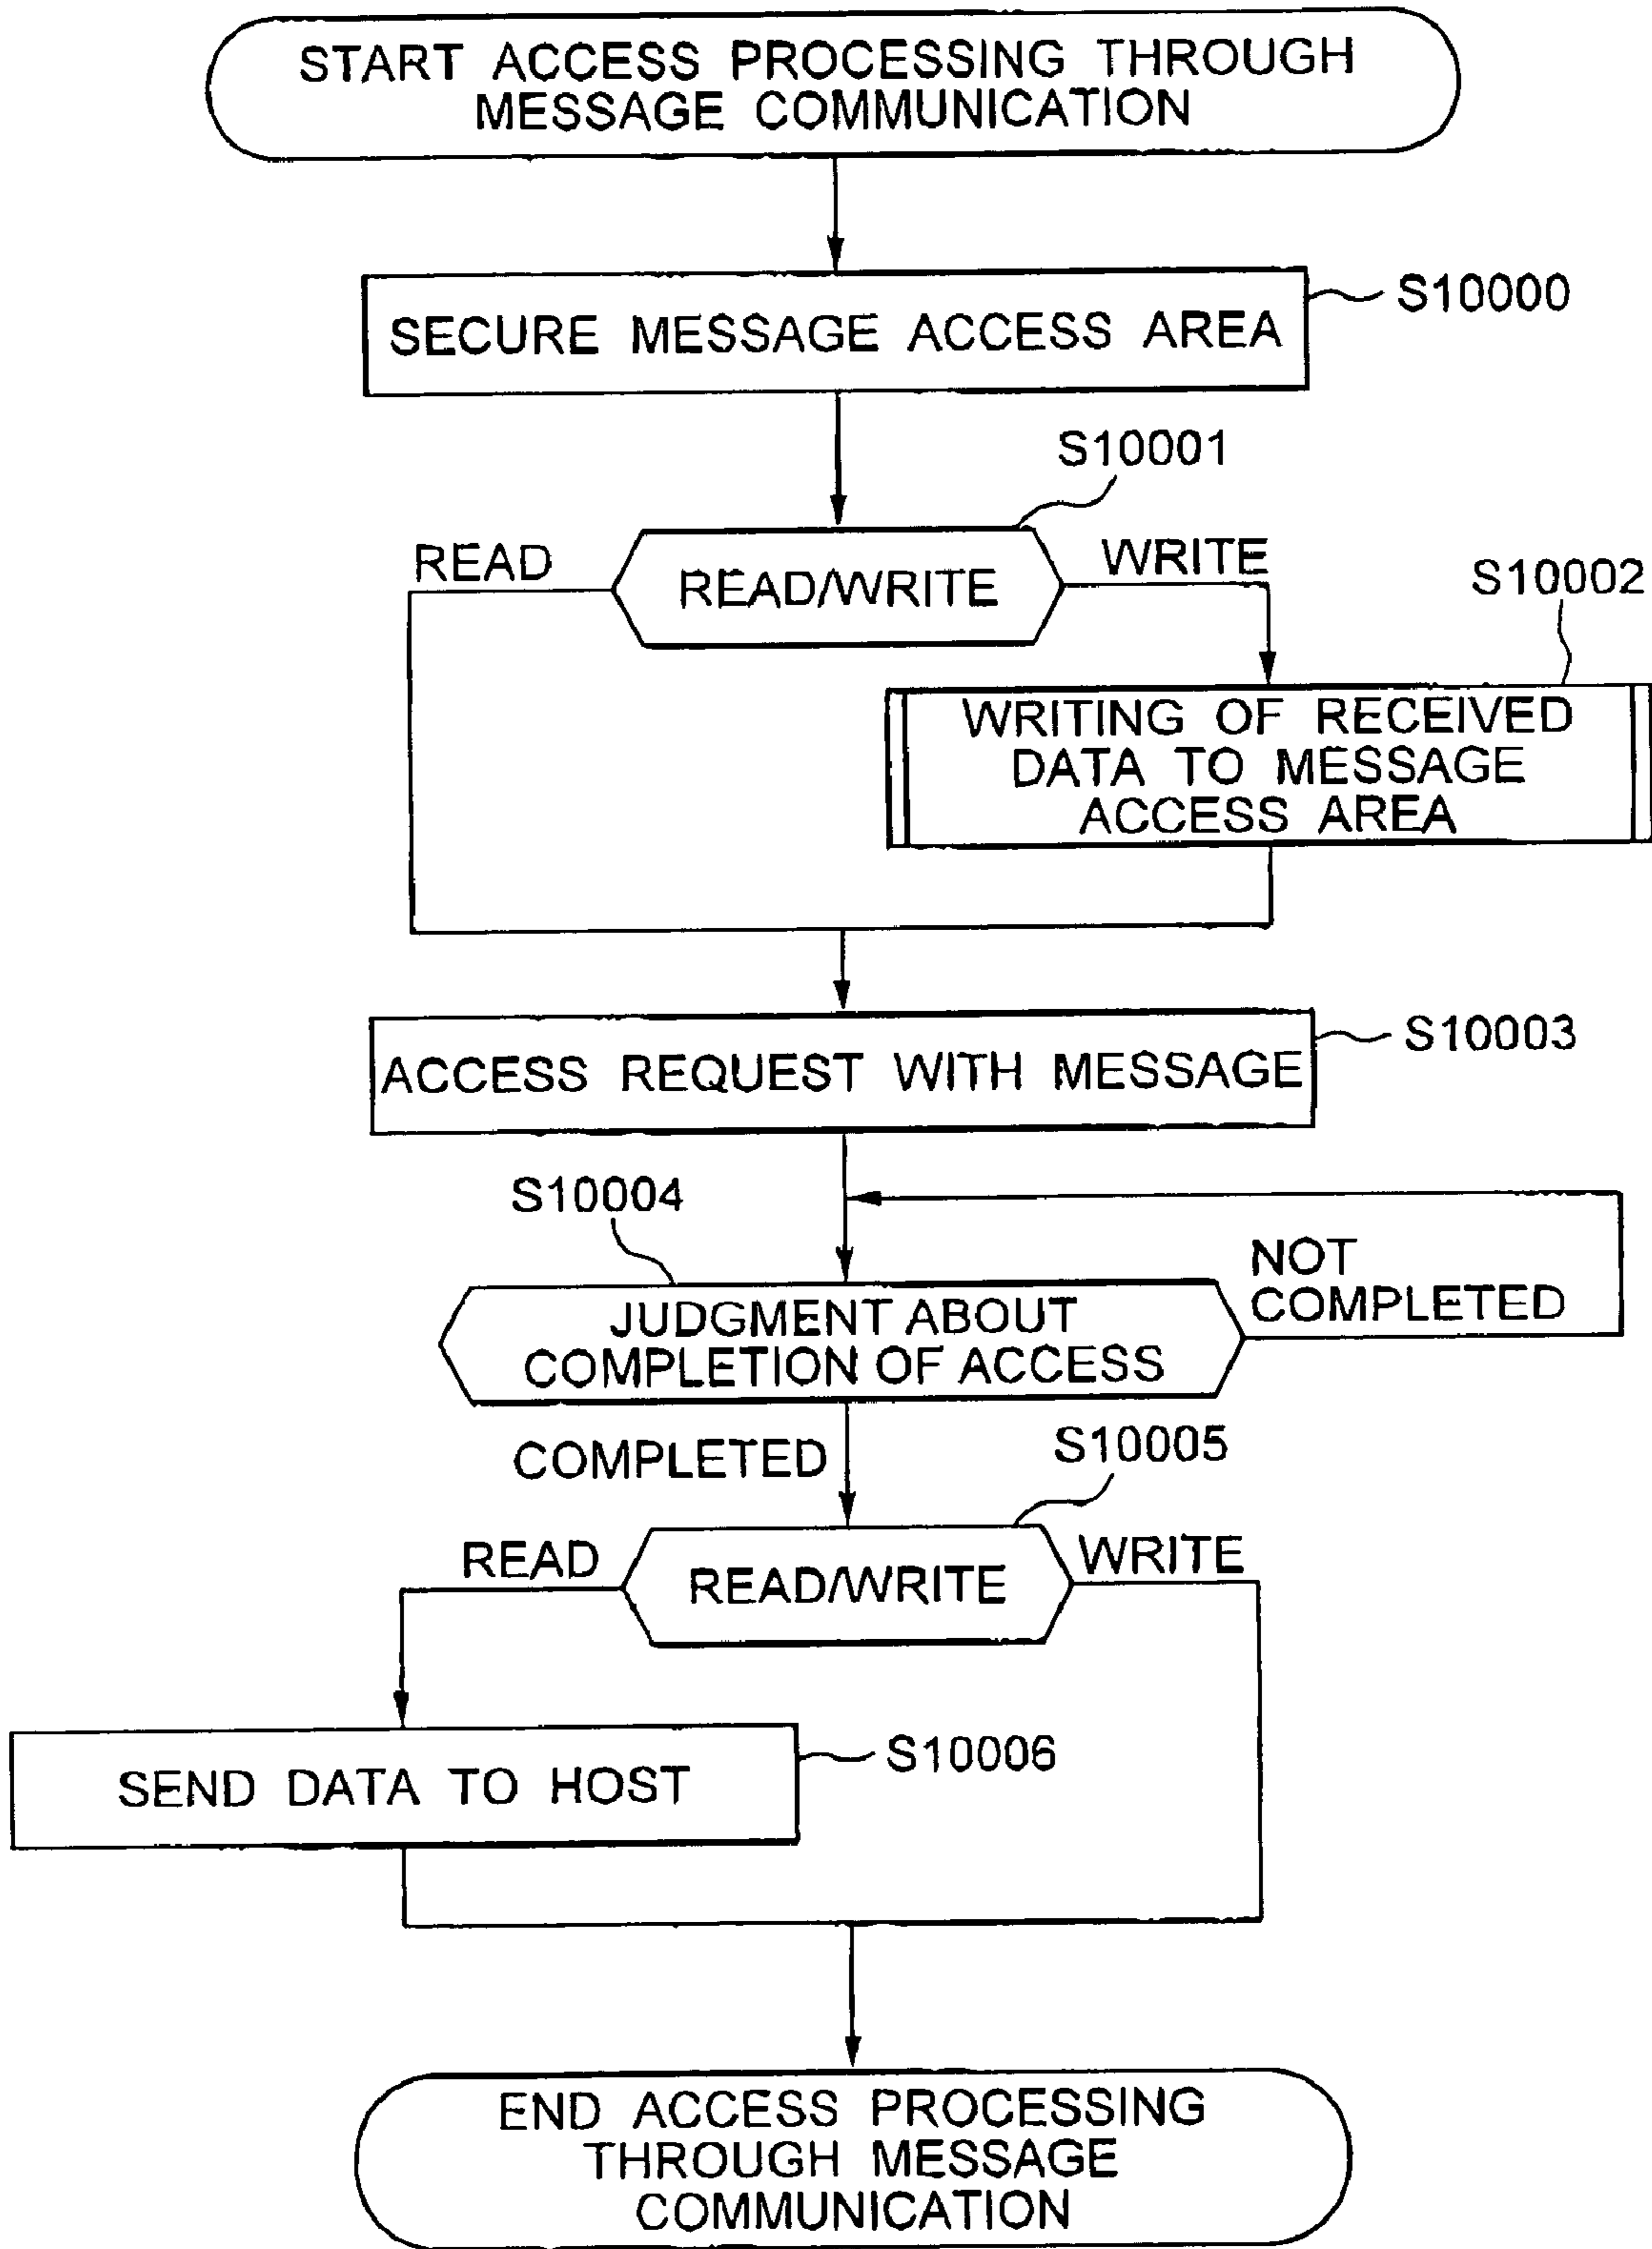 START ACCESS PROCESSING THROUGH
MESSAGE COMMUNICATION
S10000
SECURE MESSAGE ACCESS AREA
S10001
READ
READ/WRITE
WRITE
S10002
WRITING OF RECEIVED
DATA TO MESSAGE
ACCESS AREA
S10003
ACCESS REQUEST WITH MESSAGE
S10004
NOT
COMPLETED
JUDGMENT ABOUT
COMPLETION OF ACCESS
COMPLETED
S10005
READ
READ/WRITE
WRITE
S10006
SEND DATA TO HOST
END ACCESS PROCESSING
THROUGH MESSAGE
COMMUNICATION